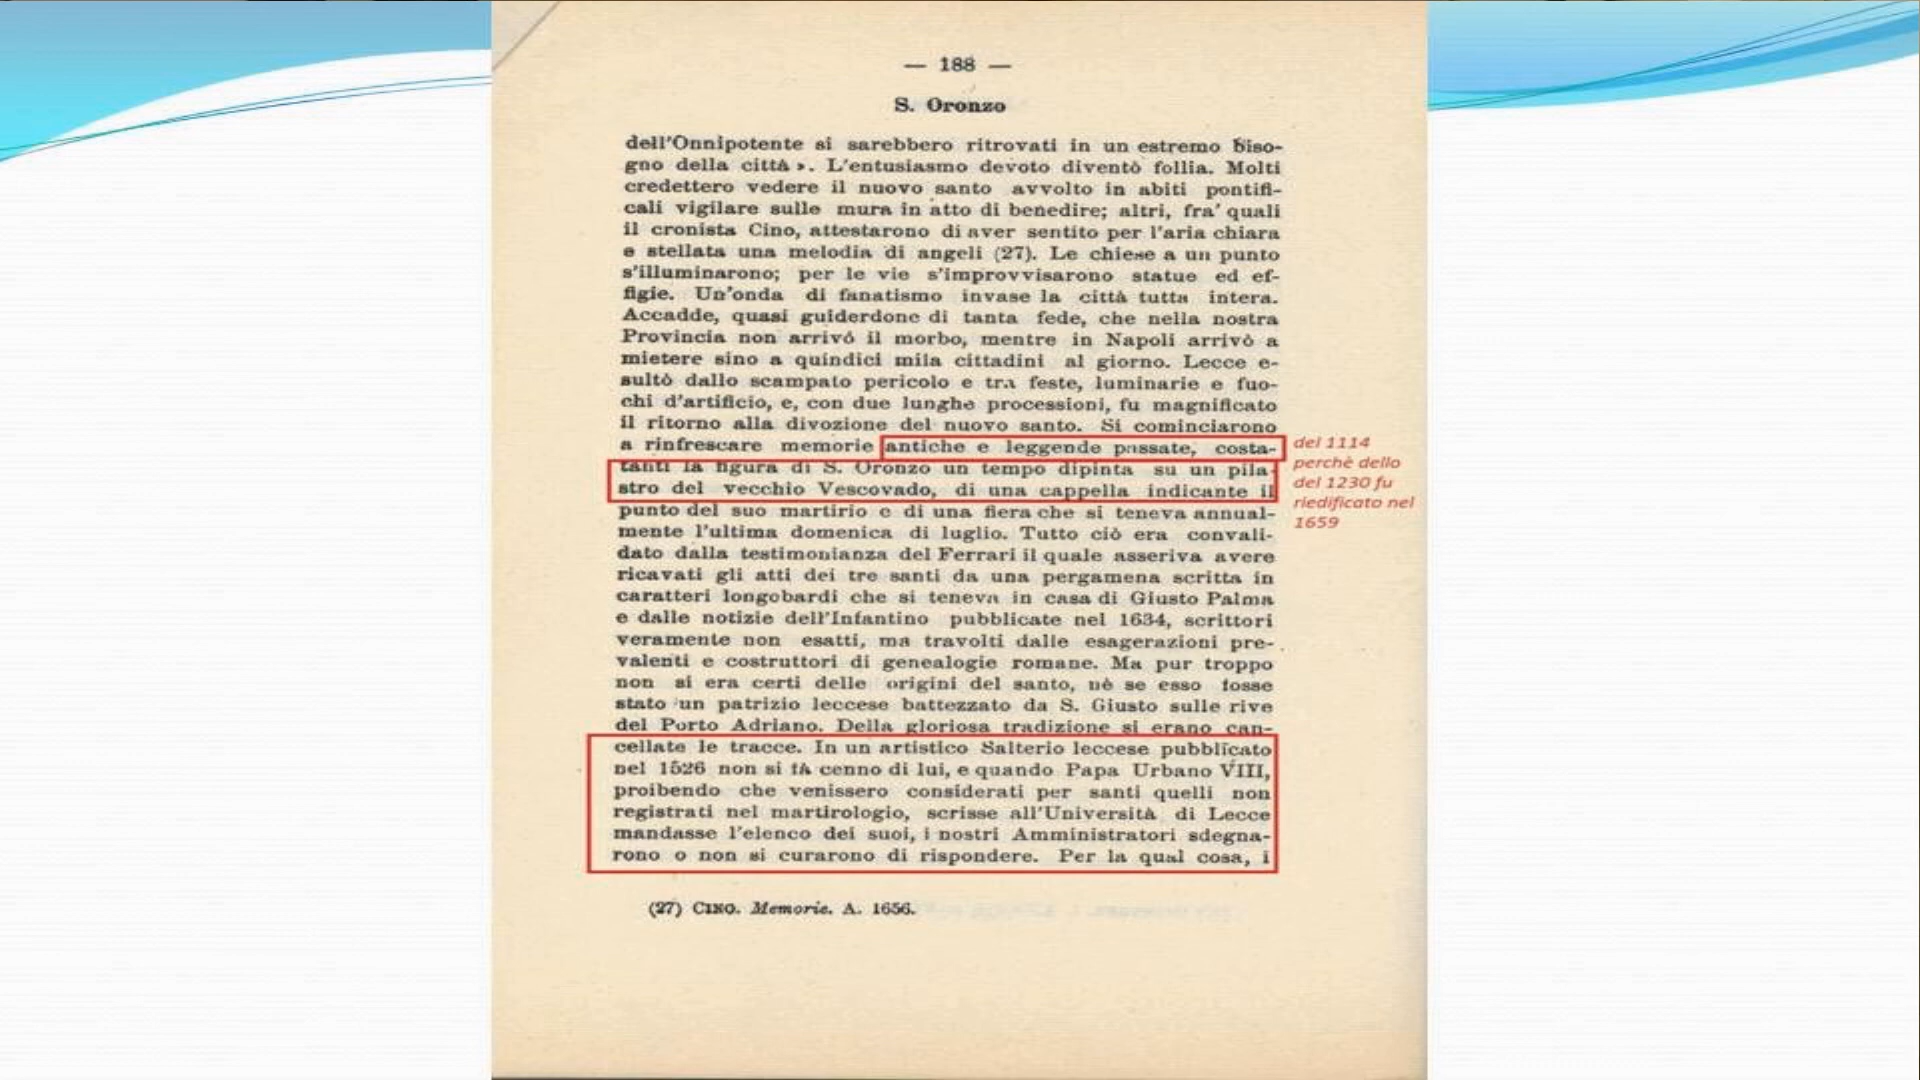 — 188 —
S. Oronzo
dell'Onnipotente si sarebbero ritrovati in un estremo biso-
gno della città ». L'entusiasmo devoto diventò follia. Molti
credettero vedere il nuovo santo avvolto in abiti pontifi-
cali vigilare sulle mura in atto di benedire; altri, fra' quali
il cronista Cino, attestarono di aver sentito per l'aria chiara
e stellata una melodia di angeli (27). Le chiese a un punto
s'illuminarono; per le vie s'improvvisarono statue ed ef-
figie. Un'onda di fanatismo invase la città tutta intera.
Accadde, quasi guiderdone di tanta fede, che nella nostra
Provincia non arrivó il morbo, mentre in Napoli arrivò a
mietere sino a quindici mila cittadini al giorno. Lecce e-
sultò dallo scampato pericolo e tra feste, luminarie e fuo-
chi d'artificio, e, con due lunghe processioni, fu magnificato
il ritorno alla divozione del nuovo santo. Si cominciarono
a rinfrescare memorie antiche e leggende passate, costa-
tanti la figura di S. Oronzo un tempo dipinta su un pila-
stro del vecchio Vescovado, di una cappella indicante il
punto del suo martirio e di una fiera che si teneva annual-
mente l'ultima domenica di luglio. Tutto ciò era convali-
dato dalla testimonianza del Ferrari il quale asseriva avere
ricavati gli atti dei tre santi da una pergamena scritta in
caratteri longobardi che si teneva in casa di Giusto Palma
e dalle notizie dell'Infantino pubblicate nel 1634, scrittori
veramente non esatti, ma travolti dalle esagerazioni pre-
valenti e costruttori di genealogie romane. Ma pur troppo
non si era certi delle origini del santo, nè se esso fosse
stato un patrizio leccese battezzato da S. Giusto sulle rive
del Porto Adriano. Della gloriosa tradizione si erano can-
cellate le tracce. In un artistico Salterio leccese pubblicato
nel 1526 non si fà cenno di lui, e quando Papa Urbano VIII,
proibendo che venissero considerati per santi quelli non
registrati nel martirologio, scrisse all'Università di Lecce
mandasse l'elenco dei suoi, i nostri Amministratori sdegna-
rono o non si curarono di rispondere. Per la qual cosa, i
(27) CINO. Memorie. A. 1656.
del 1114
perchè dello
del 1230 fu
riedificato nel
1659